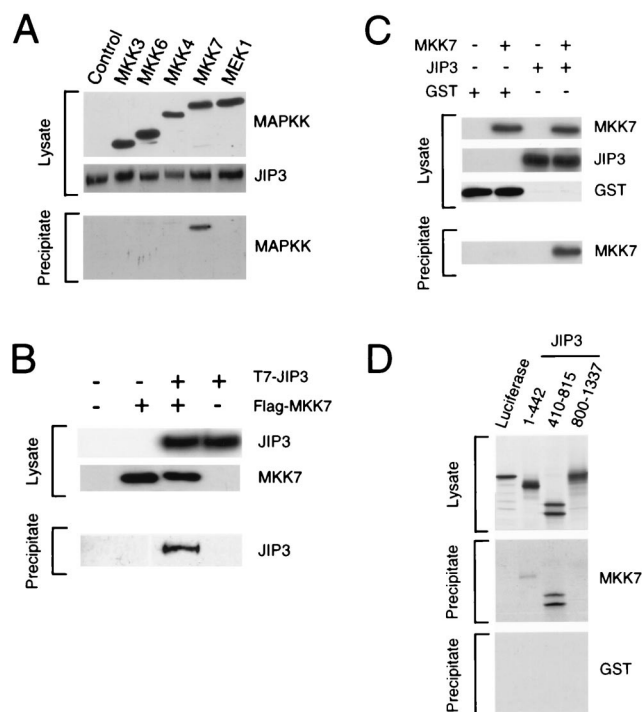 A
Control
MKK3
MKK6
MKK4
MKK7
MEK1
Lysate
MAPKK
JIP3
Precipitate
MAPKK
B
- - + + T7-JIP3
- + + - Flag-MKK7
Lysate
JIP3
MKK7
Precipitate
JIP3
C
MKK7 - + - +
JIP3 - - + +
GST + + - -
Lysate
MKK7
JIP3
GST
Precipitate
MKK7
D
JIP3
Luciferase
1-442
410-815
800-1337
Lysate
Precipitate
MKK7
Precipitate
GST